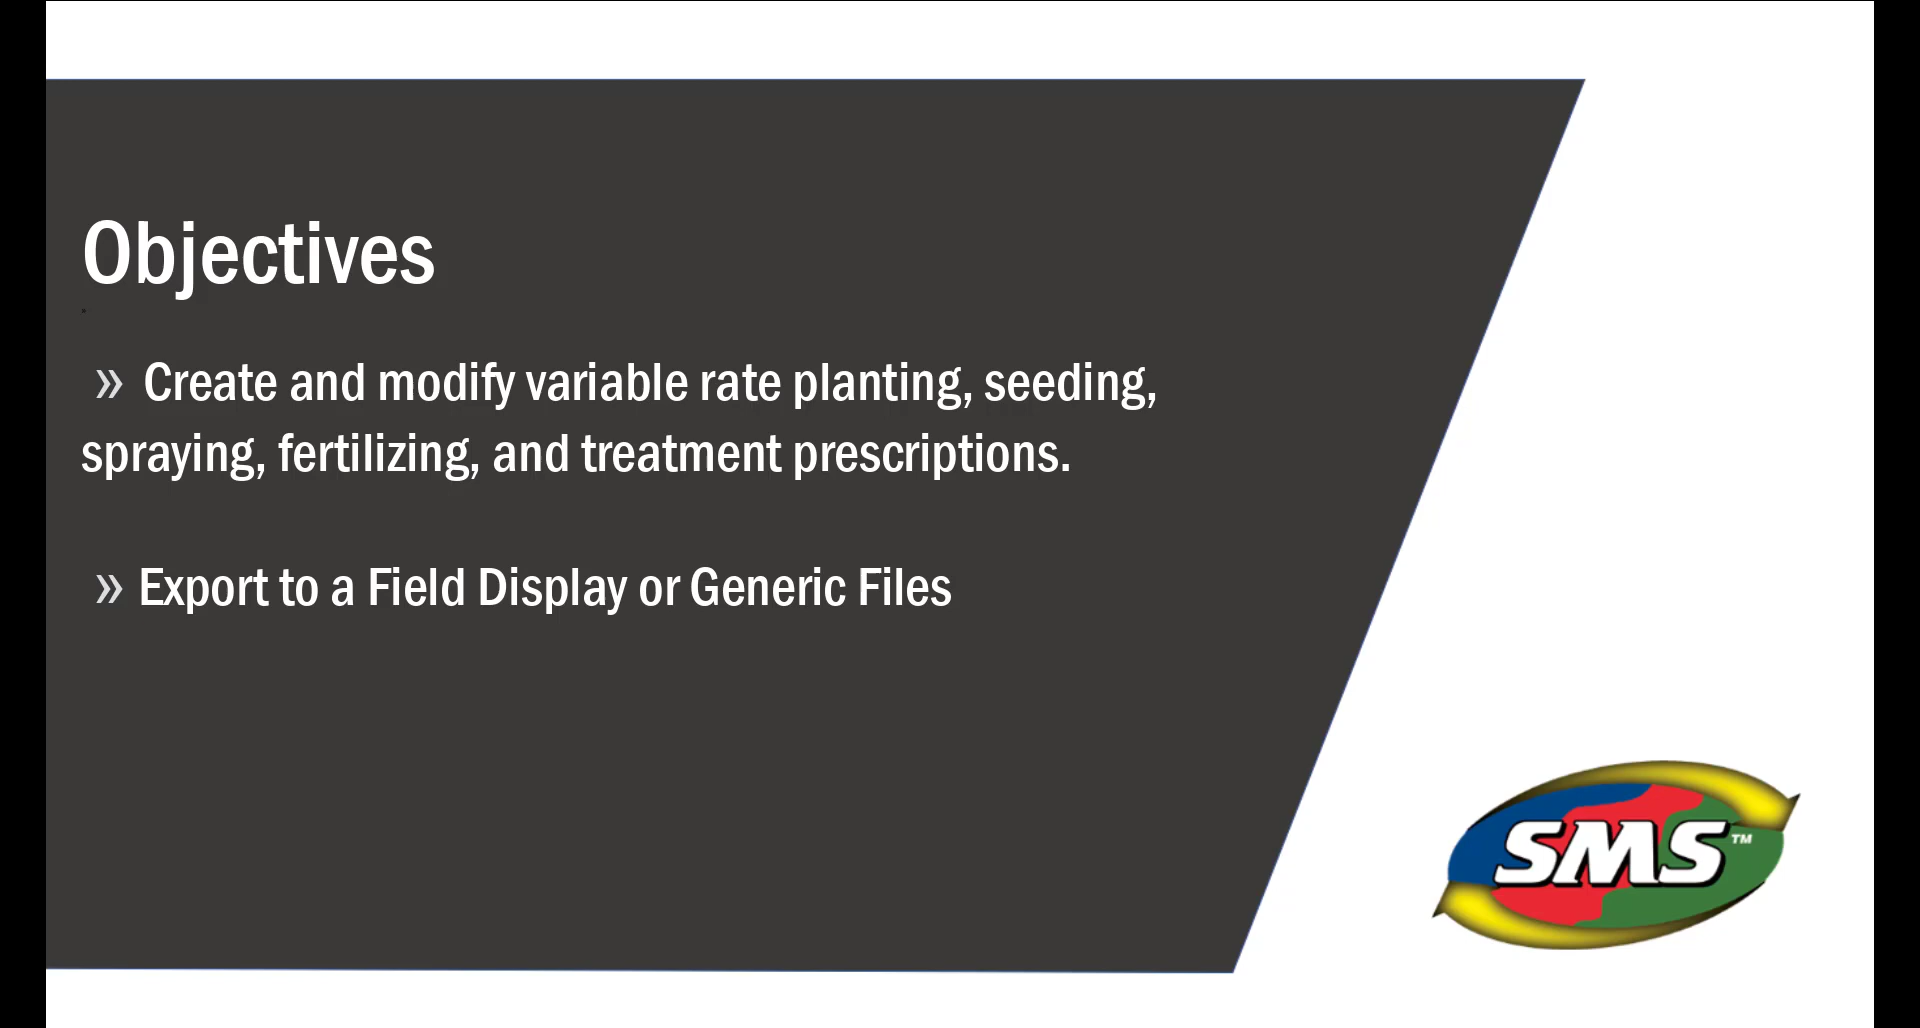 Objectives
» Create and modify variable rate planting, seeding,
spraying, fertilizing, and treatment prescriptions.
» Export to a Field Display or Generic Files
SMS™